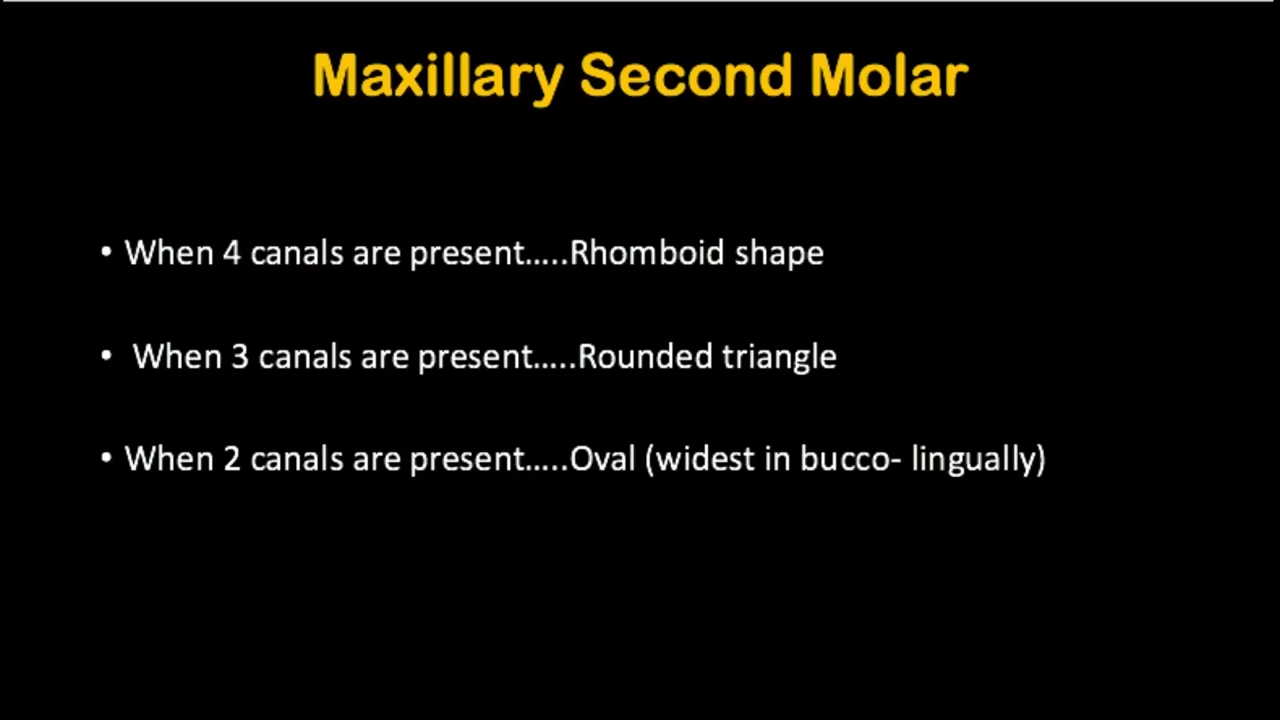 Maxillary Second Molar
• When 4 canals are present.....Rhomboid shape
• When 3 canals are present.....Rounded triangle
• When 2 canals are present.....Oval (widest in bucco- lingually)